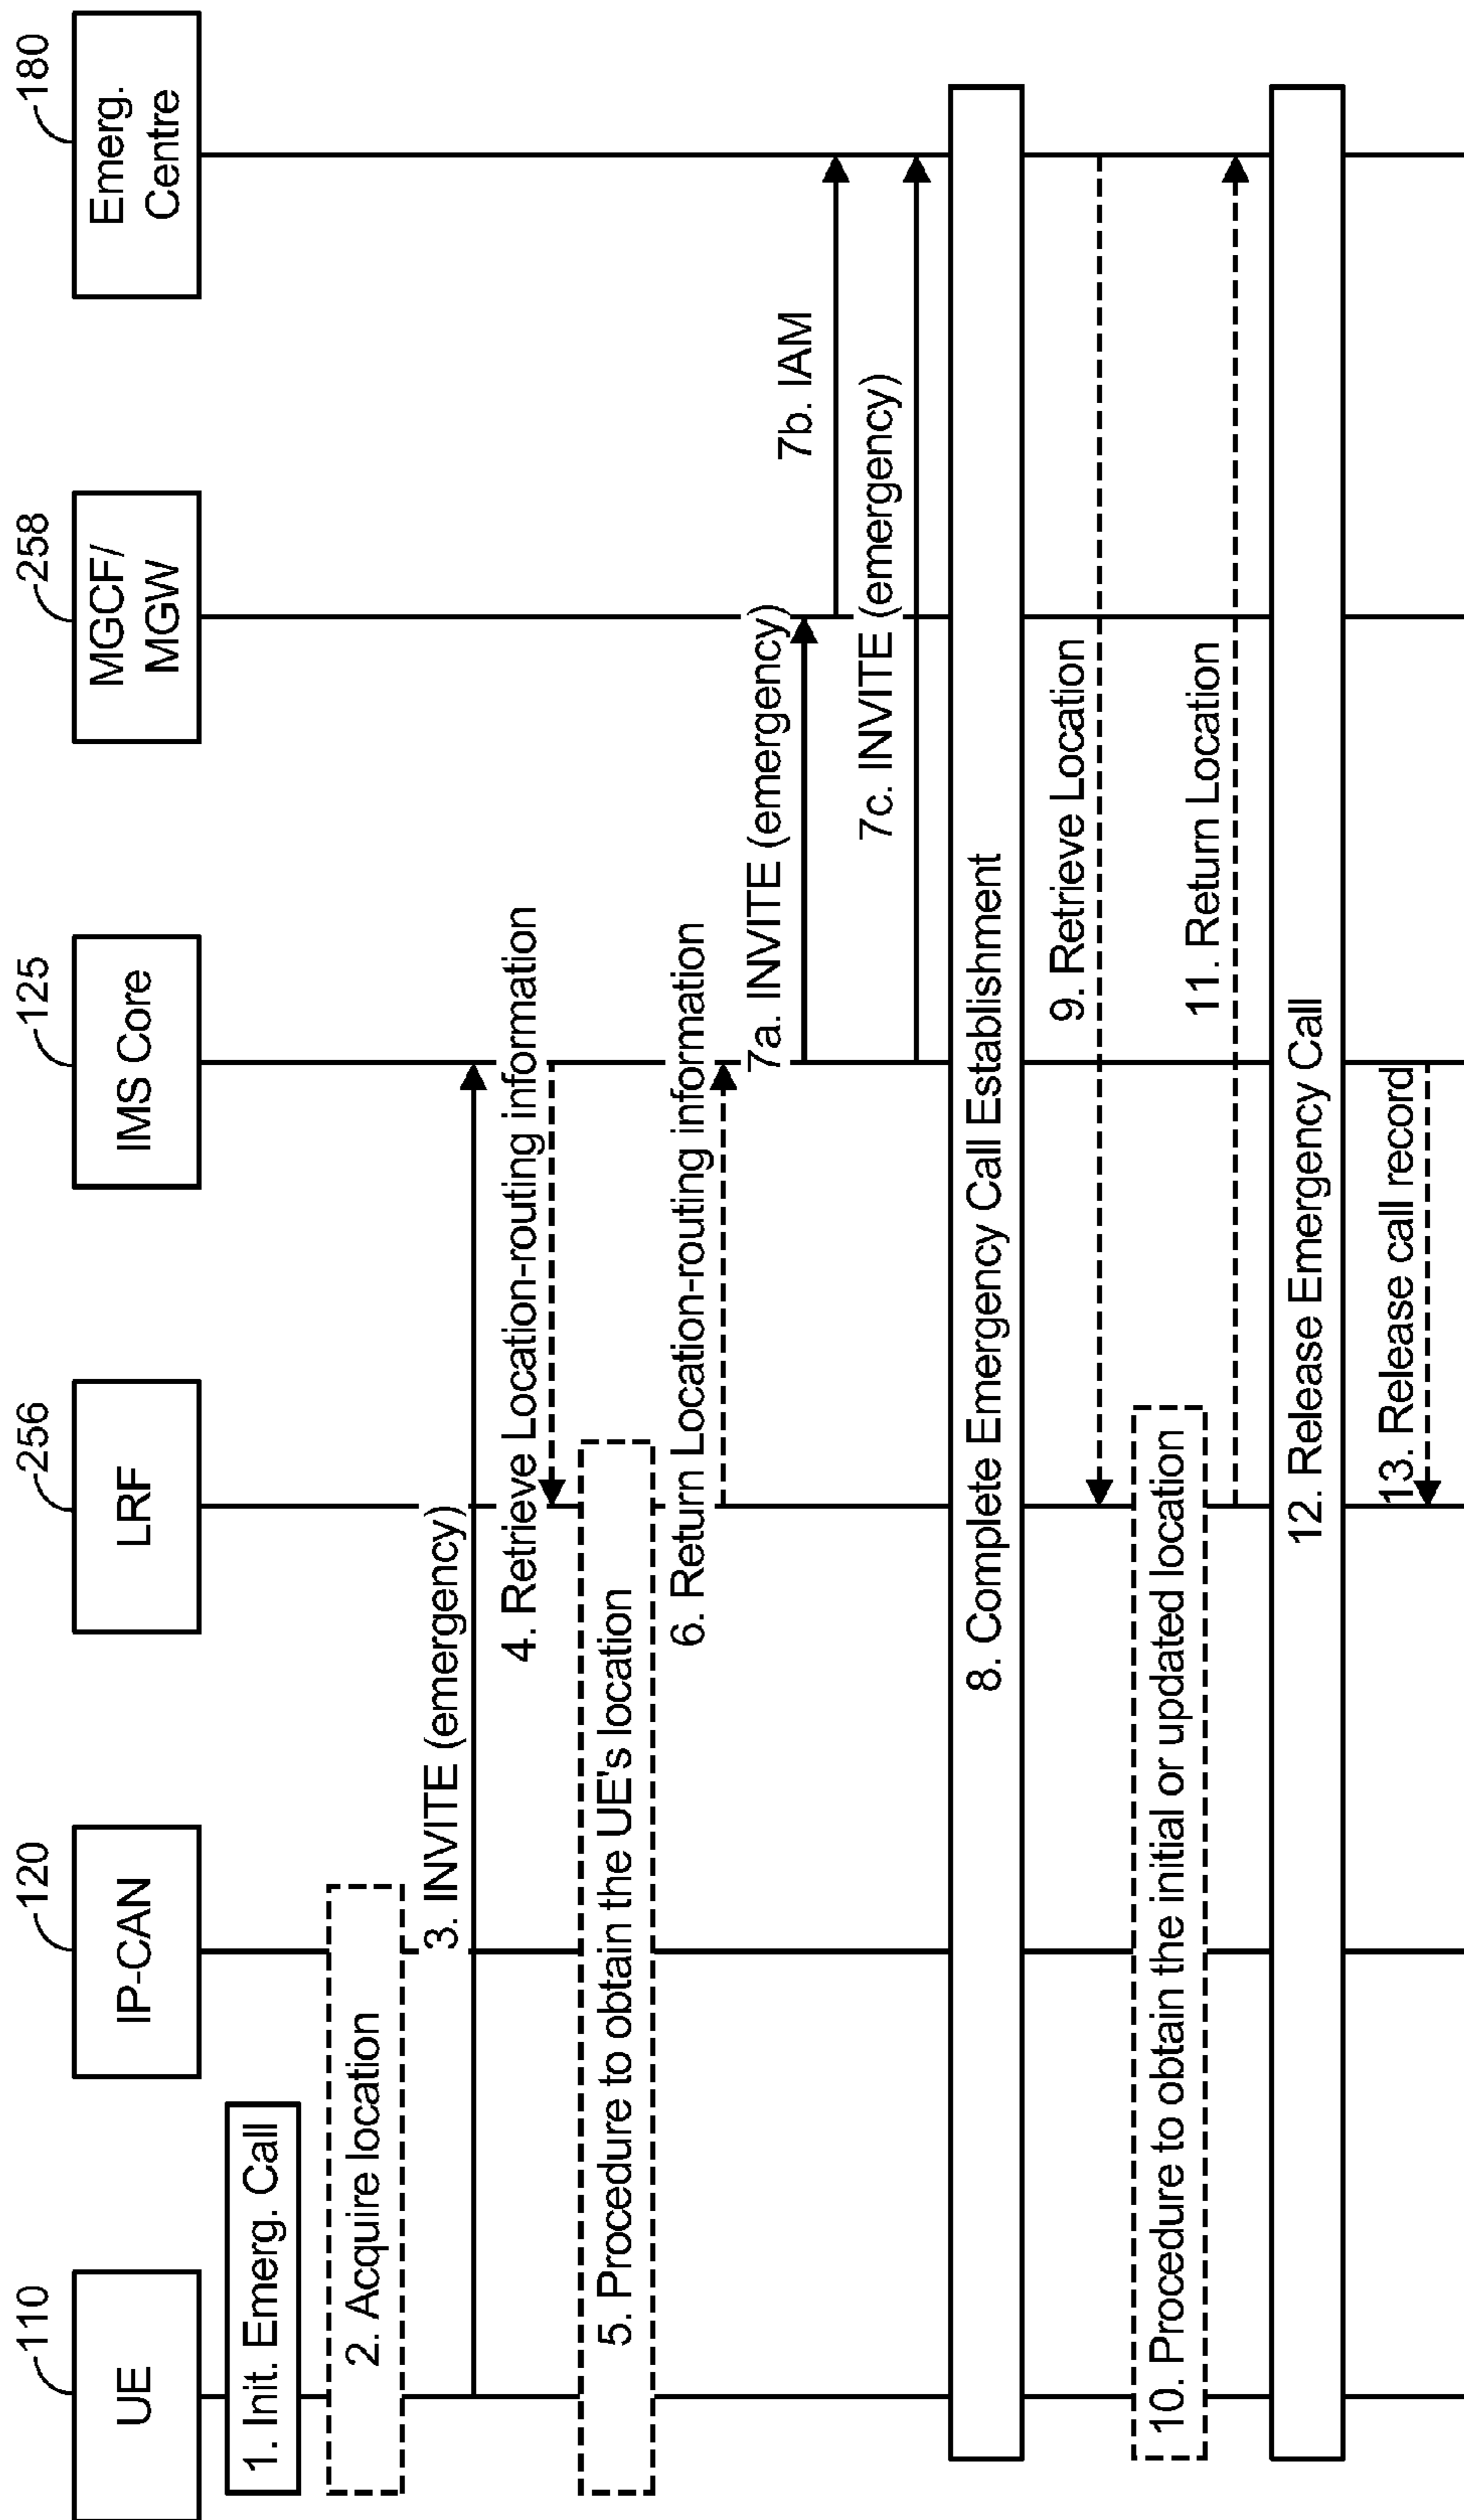 110
120
256
125
258
180
UE
IP-CAN
LRF
IMS Core
MGCF/
MGW
Emerg.
Centre
1. Init. Emerg. Call
2. Acquire location
3. INVITE (emergency)
4. Retrieve Location-routing information
5. Procedure to obtain the UE's location
6. Return Location-routing information
7a. INVITE (emergency)
7b. IAM
7c. INVITE (emergency)
8. Complete Emergency Call Establishment
9. Retrieve Location
10. Procedure to obtain the initial or updated location
11. Return Location
12. Release Emergency Call
13. Release call record